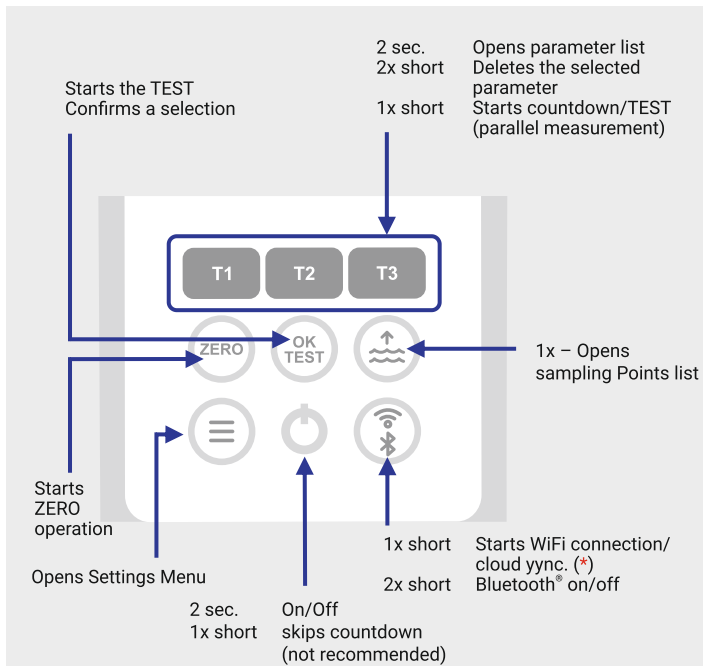 2 sec. Opens parameter list
2x short Deletes the selected
parameter
1x short Starts countdown/TEST
(parallel measurement)
Starts the TEST
Confirms a selection
T1 T2 T3
ZERO
OK
TEST
1x – Opens
sampling Points list
Starts
ZERO
operation
Opens Settings Menu
1x short Starts WiFi connection/
cloud yync. (*)
2x short Bluetooth® on/off
2 sec. On/Off
1x short skips countdown
(not recommended)